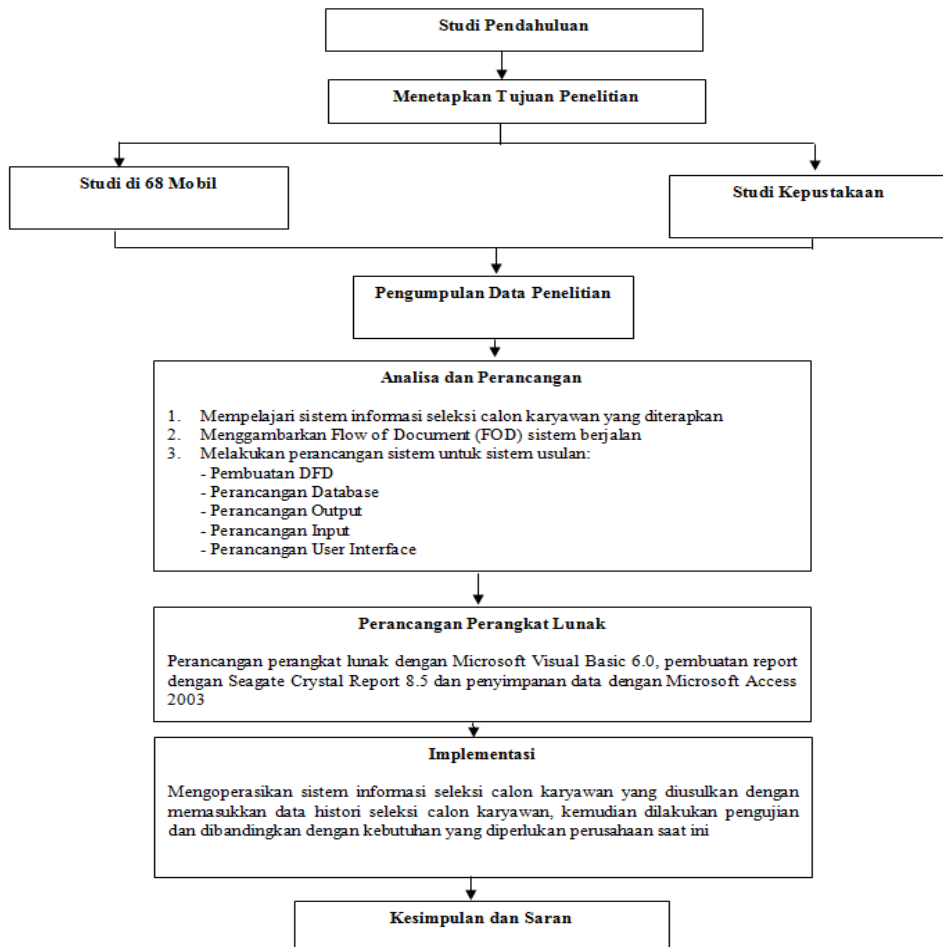 Studi Pendahuluan
Menetapkan Tujuan Penelitian
Studi di 68 Mobil
Studi Kepustakaan
Pengumpulan Data Penelitian
Analisa dan Perancangan
1. Mempelajari sistem informasi seleksi calon karyawan yang diterapkan
2. Menggambarkan Flow of Document (FOD) sistem berjalan
3. Melakukan perancangan sistem untuk sistem usulan:
- Pembuatan DFD
- Perancangan Database
- Perancangan Output
- Perancangan Input
- Perancangan User Interface
Perancangan Perangkat Lunak
Perancangan perangkat lunak dengan Microsoft Visual Basic 6.0, pembuatan report
dengan Seagate Crystal Report 8.5 dan penyimpanan data dengan Microsoft Access
2003
Implementasi
Mengoperasikan sistem informasi seleksi calon karyawan yang diusulkan dengan
memasukkan data histori seleksi calon karyawan, kemudian dilakukan pengujian
dan dibandingkan dengan kebutuhan yang diperlukan perusahaan saat ini
Kesimpulan dan Saran